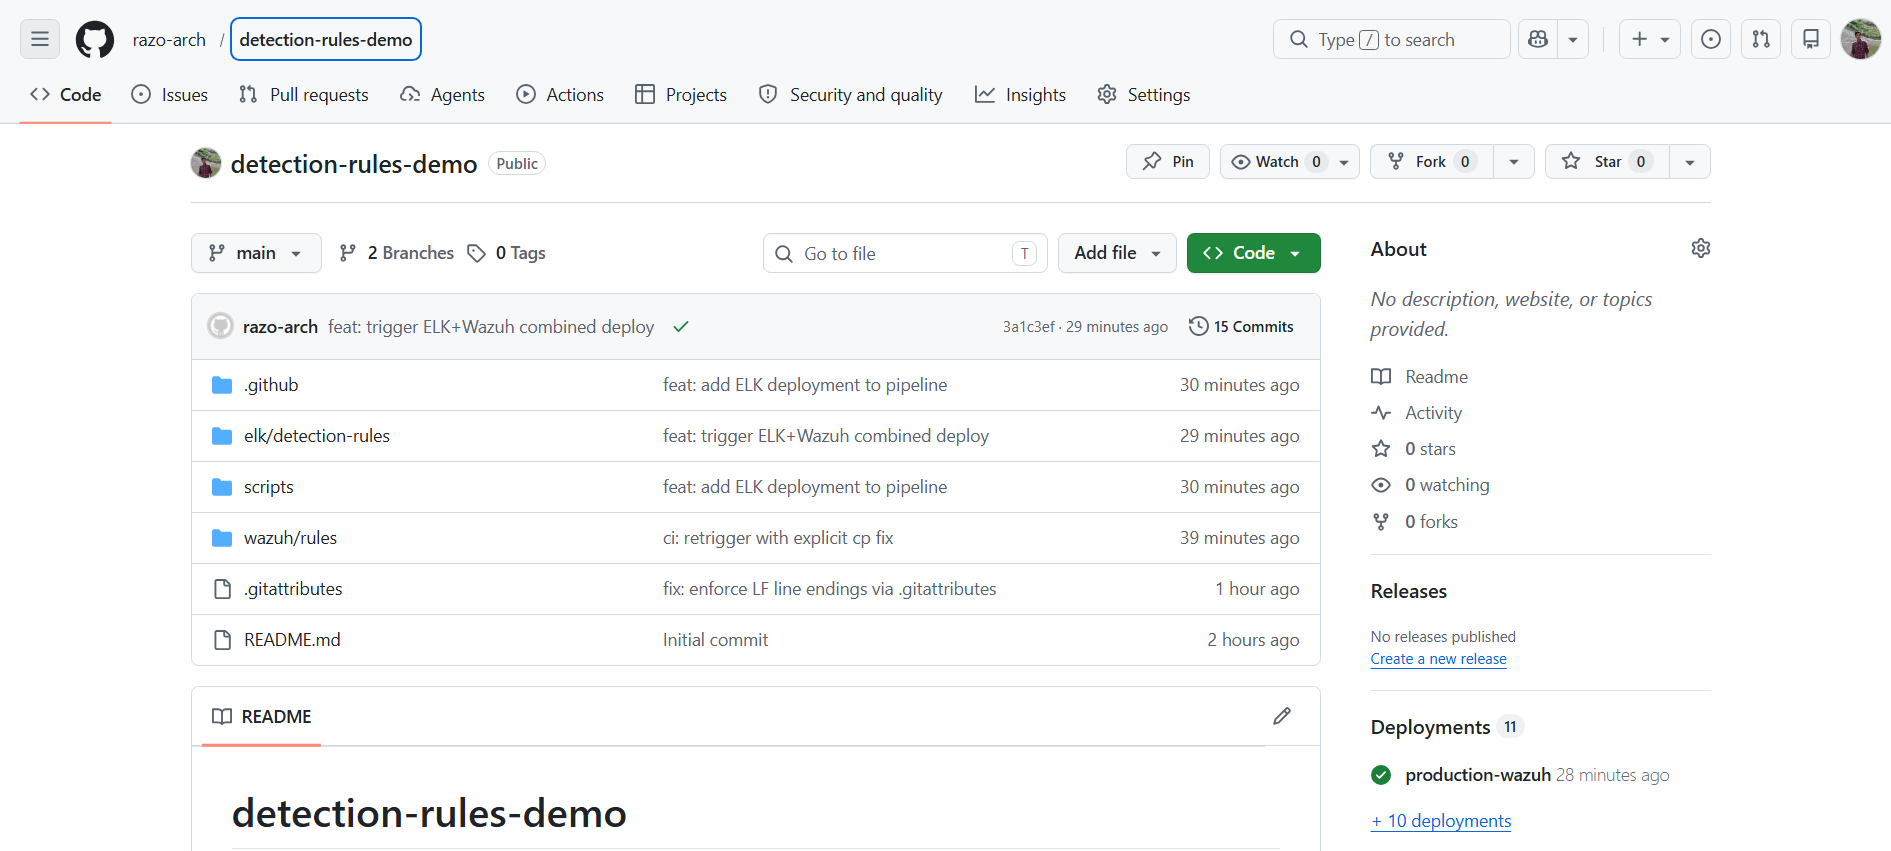 razo-arch / detection-rules-demo
Type / to search
Code Issues Pull requests Agents Actions Projects Security and quality Insights Settings
detection-rules-demo Public
Pin Watch 0 Fork 0 Star 0
main 2 Branches 0 Tags Go to file T Add file Code
razo-arch feat: trigger ELK+Wazuh combined deploy 3a1c3ef · 29 minutes ago 15 Commits
.github feat: add ELK deployment to pipeline 30 minutes ago
elk/detection-rules feat: trigger ELK+Wazuh combined deploy 29 minutes ago
scripts feat: add ELK deployment to pipeline 30 minutes ago
wazuh/rules ci: retrigger with explicit cp fix 39 minutes ago
.gitattributes fix: enforce LF line endings via .gitattributes 1 hour ago
README.md Initial commit 2 hours ago
README
detection-rules-demo
About
No description, website, or topics
provided.
Readme
Activity
0 stars
0 watching
0 forks
Releases
No releases published
Create a new release
Deployments 11
production-wazuh 28 minutes ago
+ 10 deployments